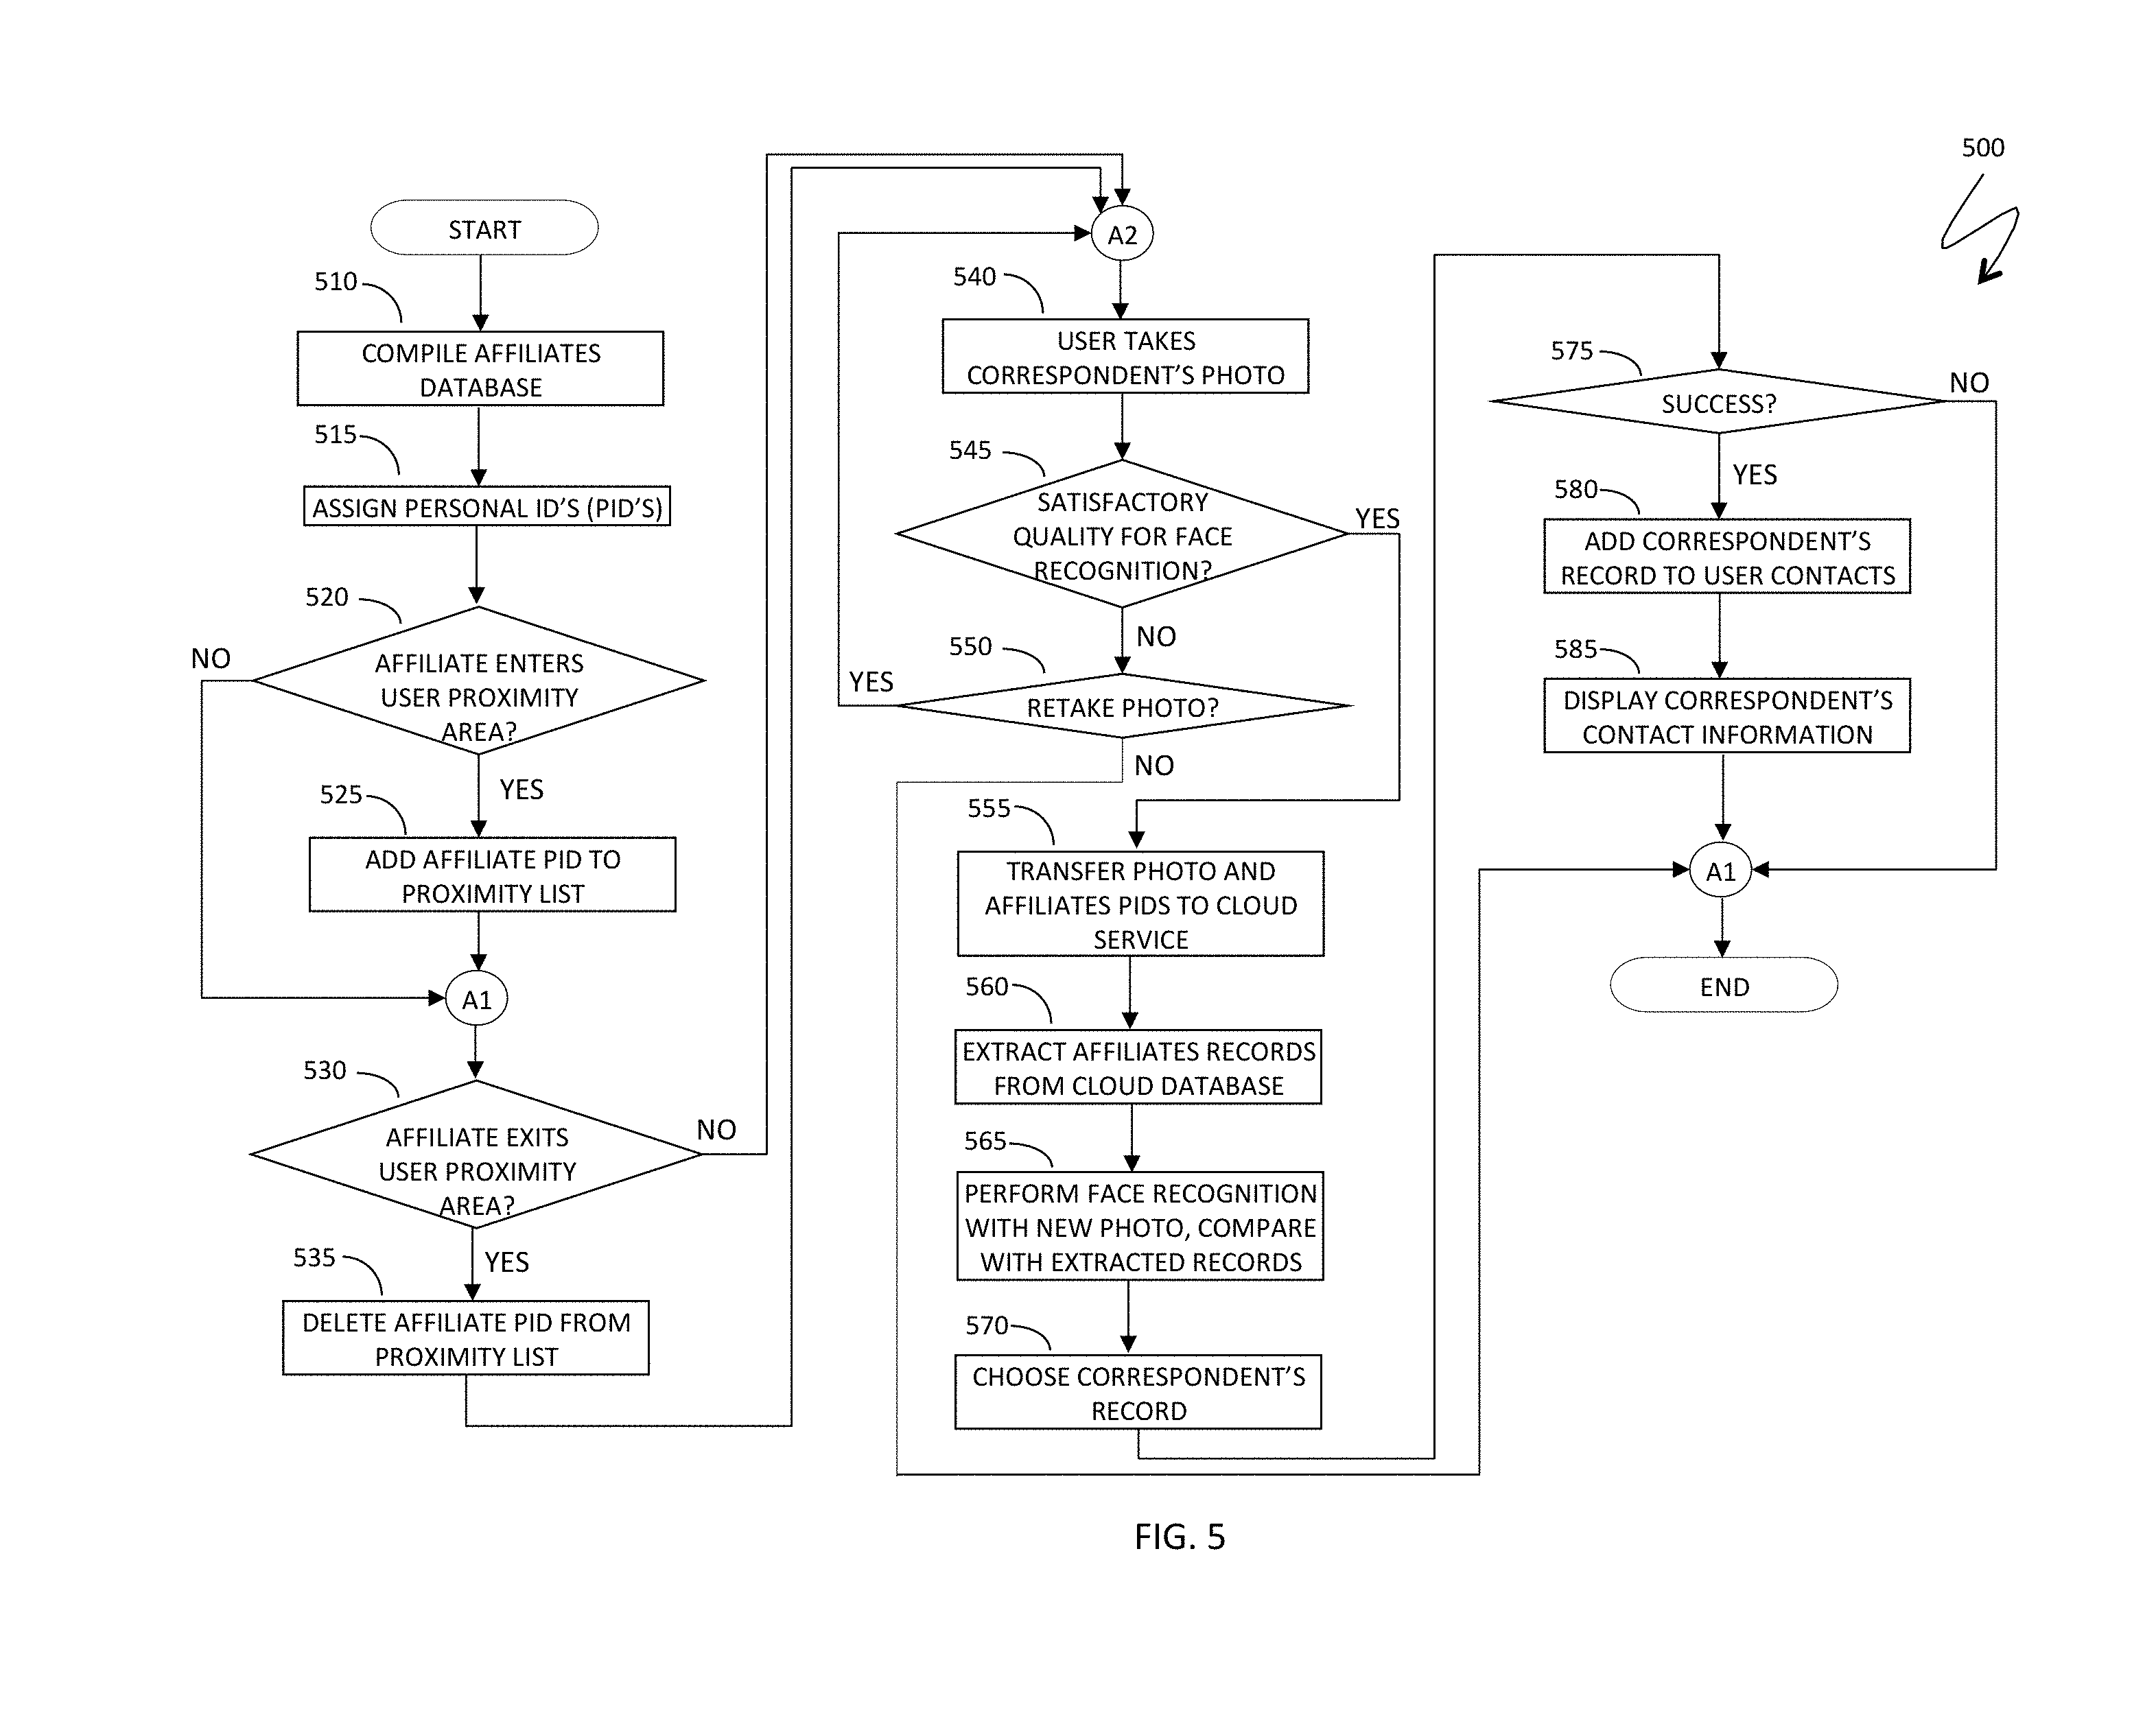 START
510
COMPILE AFFILIATES
DATABASE
515
ASSIGN PERSONAL ID'S (PID'S)
520
NO
AFFILIATE ENTERS
USER PROXIMITY
AREA?
YES
525
ADD AFFILIATE PID TO
PROXIMITY LIST
A1
530
AFFILIATE EXITS
USER PROXIMITY
AREA?
NO
YES
535
DELETE AFFILIATE PID FROM
PROXIMITY LIST
A2
540
USER TAKES
CORRESPONDENT'S PHOTO
545
SATISFACTORY
QUALITY FOR FACE
RECOGNITION?
YES
NO
550
YES
RETAKE PHOTO?
NO
555
TRANSFER PHOTO AND
AFFILIATES PIDS TO CLOUD
SERVICE
560
EXTRACT AFFILIATES RECORDS
FROM CLOUD DATABASE
565
PERFORM FACE RECOGNITION
WITH NEW PHOTO, COMPARE
WITH EXTRACTED RECORDS
570
CHOOSE CORRESPONDENT'S
RECORD
500
575
SUCCESS?
NO
YES
580
ADD CORRESPONDENT'S
RECORD TO USER CONTACTS
585
DISPLAY CORRESPONDENT'S
CONTACT INFORMATION
A1
END
FIG. 5